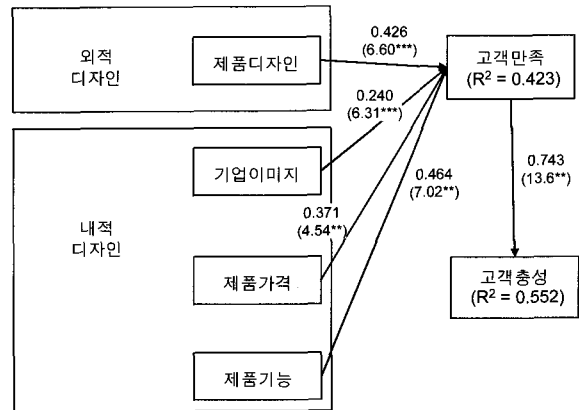 외적
디자인
제품디자인
0.426
(6.60***)
고객만족
(R² = 0.423)
0.240
(6.31***)
기업이미지
0.464
(7.02**)
0.743
(13.6**)
내적
디자인
0.371
(4.54**)
제품가격
고객충성
(R² = 0.552)
제품기능